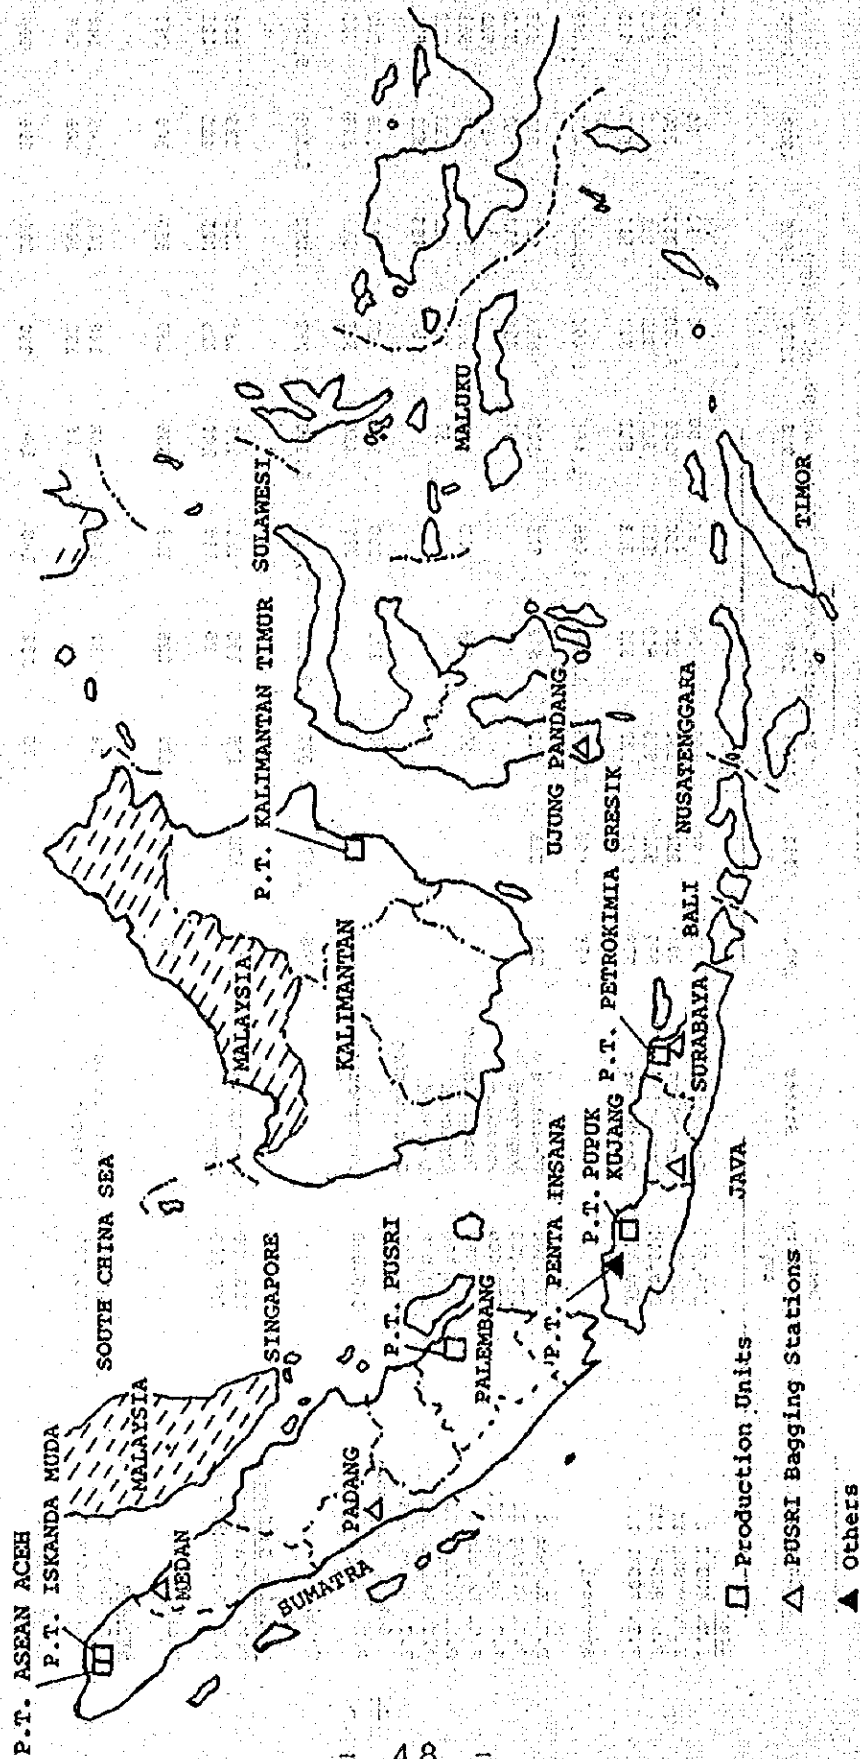 P.T. ASEAN ACEH
P.T. ISKANDA MUDA
SOUTH CHINA SEA
MALAYSIA
MEDAN
SINGAPORE
MALAYSIA
P.T. KALIMANTAN TIMUR
SULAWESI
KALIMANTAN
PADANG
SUMATRA
P.T. PUSRI
PALEMBANG
MALUKU
P.T. PENTA INSANA
P.T. PUPUK
KUJANG
P.T. PETROKIMIA GRESIK
UJUNG PANDANG
SURABAYA
BALI
NUSATENGGARA
JAVA
TIMOR
Production Units
PUSRI Bagging Stations
Others
- 48 -